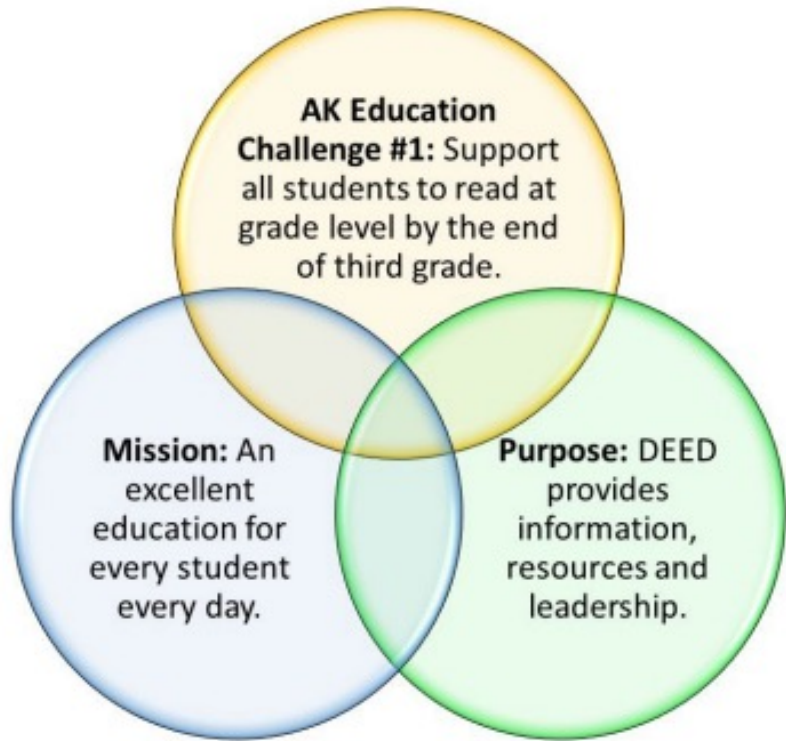 AK Education
Challenge #1: Support
all students to read at
grade level by the end
of third grade.
Mission: An
excellent
education for
every student
every day.
Purpose: DEED
provides
information,
resources and
leadership.